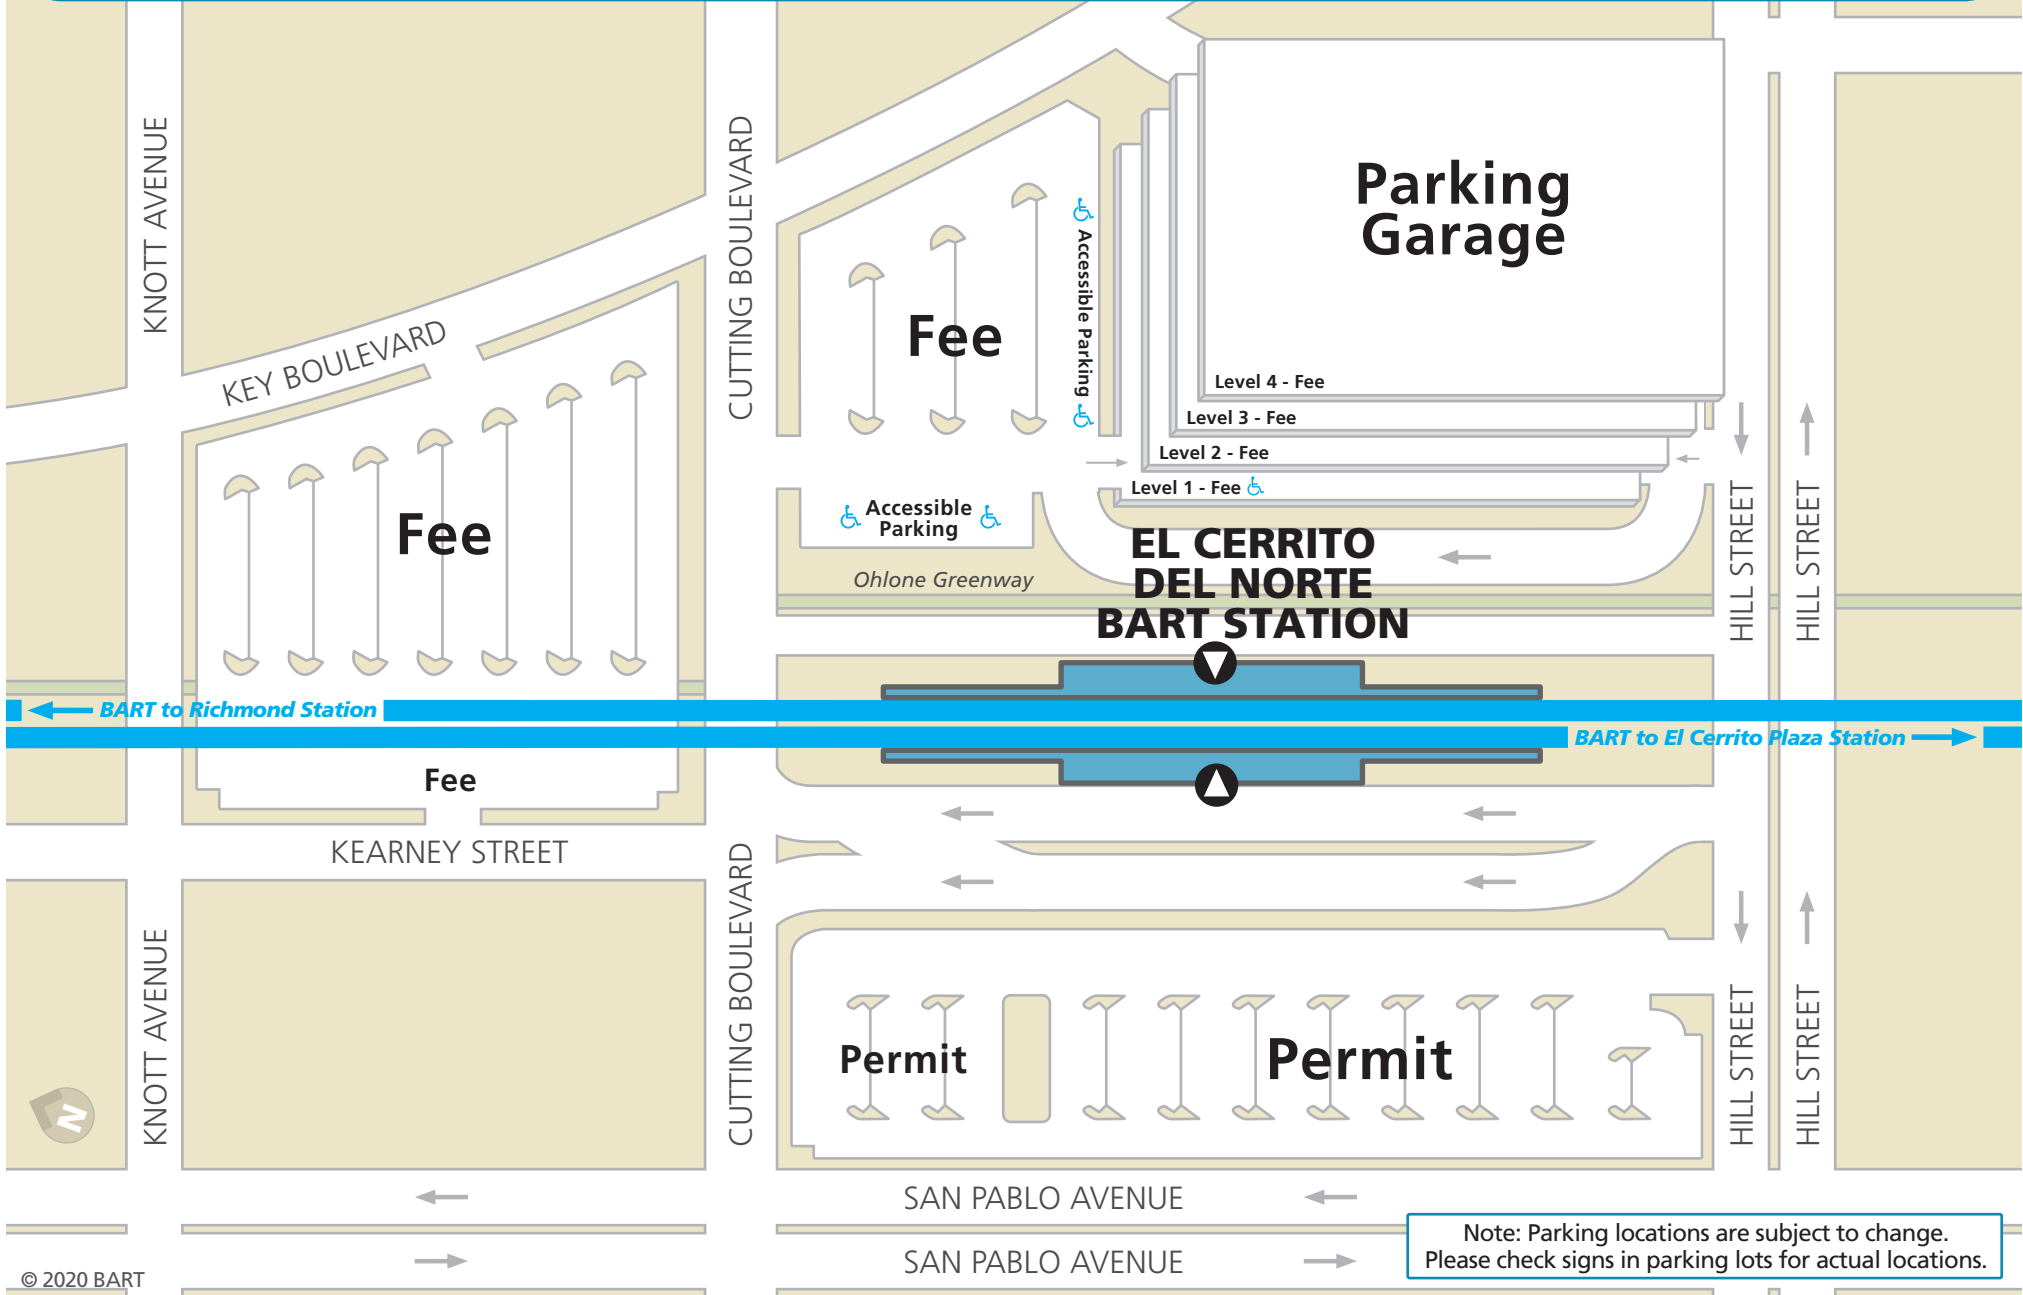 KNOTT AVENUE
CUTTING BOULEVARD
KEY BOULEVARD
Parking
Garage
Accessible Parking
Fee
Level 4 - Fee
Level 3 - Fee
Level 2 - Fee
Level 1 - Fee
Fee
Accessible
Parking
HILL STREET
HILL STREET
EL CERRITO
DEL NORTE
BART STATION
Ohlone Greenway
BART to Richmond Station
BART to El Cerrito Plaza Station
Fee
KEARNEY STREET
KNOTT AVENUE
CUTTING BOULEVARD
Permit
Permit
HILL STREET
HILL STREET
N
SAN PABLO AVENUE
SAN PABLO AVENUE
Note: Parking locations are subject to change.
Please check signs in parking lots for actual locations.
© 2020 BART